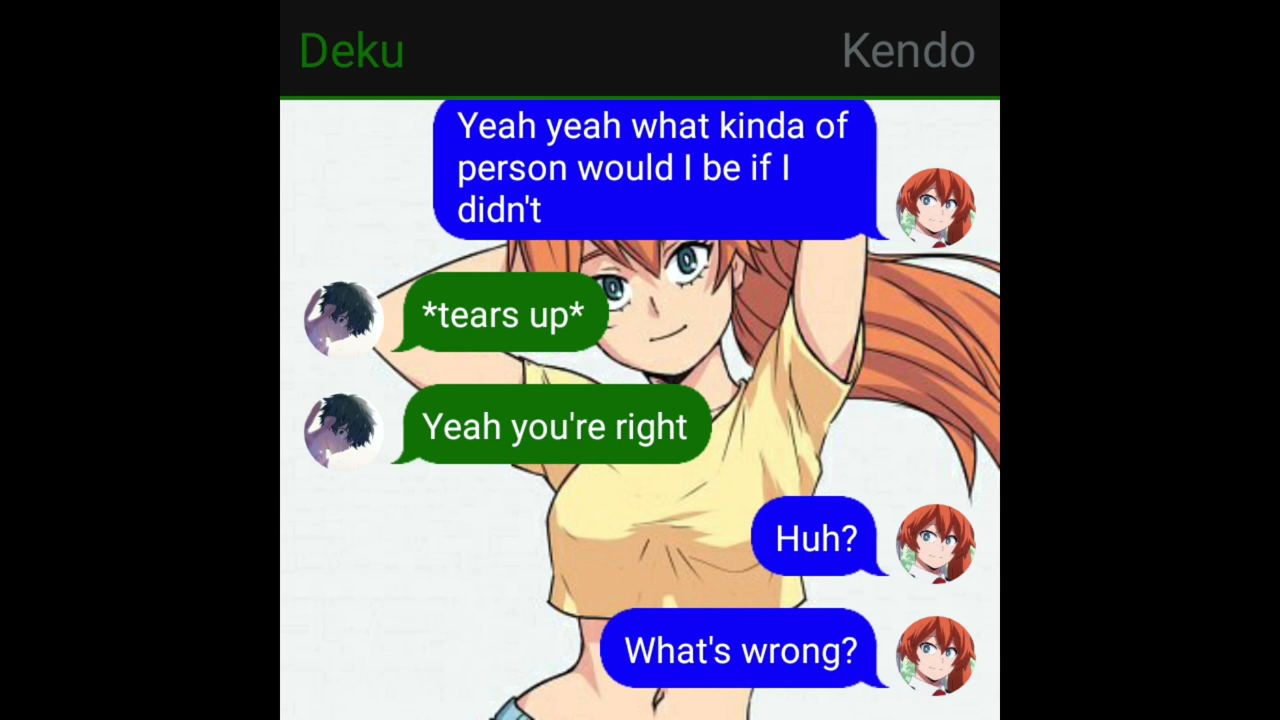 Deku
Kendo
Yeah yeah what kinda of
person would I be if I
didn't
*tears up*
Yeah you're right
Huh?
What's wrong?